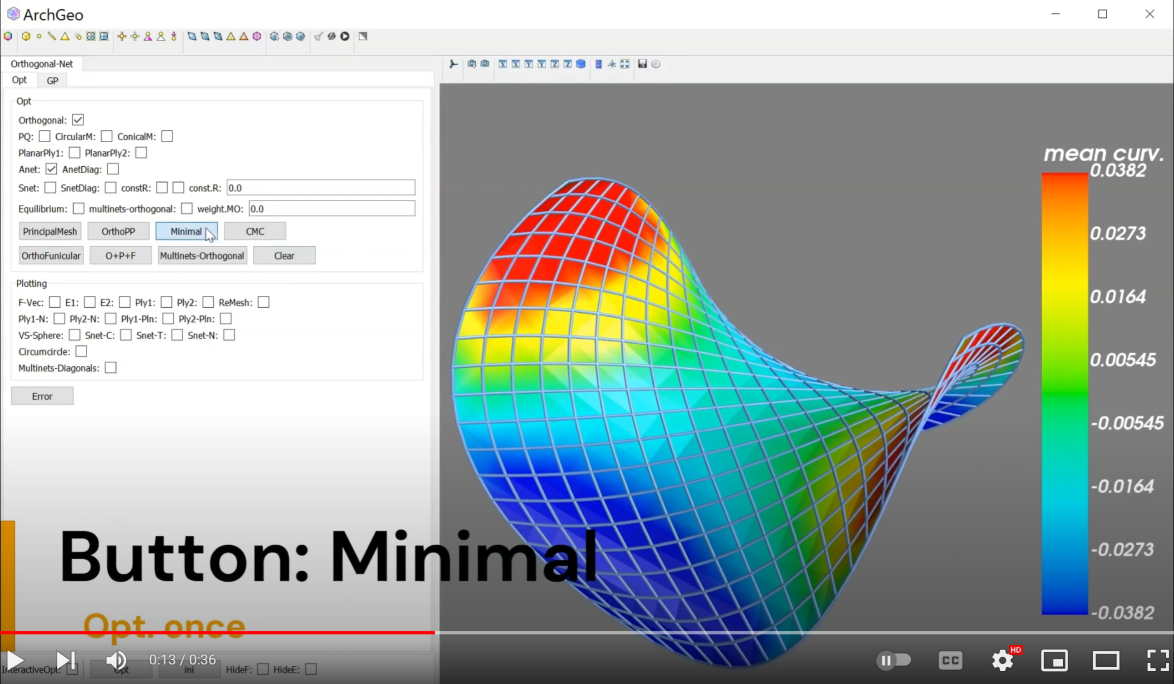 ArchGeo
Orthogonal-Net
Opt GP
Opt
Orthogonal:
PQ: CircularM: ConicalM:
PlanarPly1: PlanarPly2:
Anet: AnetDiag:
Snet: SnetDiag: constR: const.R: 0.0
Equilibrium: multinets-orthogonal: weight.MO: 0.0
PrincipalMesh OrthoPP Minimal CMC
OrthoFunicular O+P+F Multinets-Orthogonal Clear
Plotting
F-Vec: E1: E2: Ply1: Ply2: ReMesh:
Ply1-N: Ply2-N: Ply1-Pln: Ply2-Pln:
VS-Sphere: Snet-C: Snet-T: Snet-N:
Circumcircle:
Multinets-Diagonals:
Error
mean curv.
0.0382
0.0273
0.0164
0.00545
-0.00545
-0.0164
-0.0273
-0.0382
Button: Minimal
Opt. once
0:13 / 0:36
CC
HD
InteractiveOpt: Opt ini HideF: HideE: